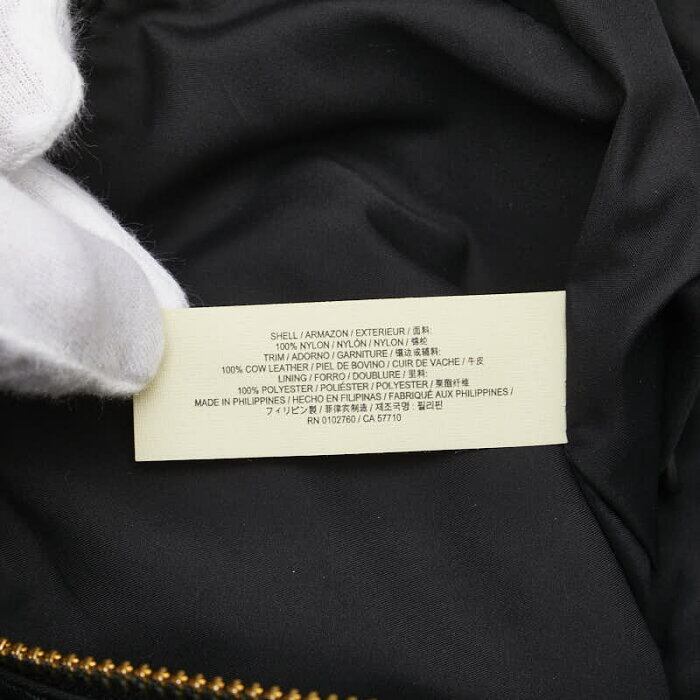 SHELL / ARMAZON / EXTERIEUR / 面料:
100% NYLON / NYLÓN / NYLON / 锦纶
TRIM / ADORNO / GARNITURE / 镶边或辅料:
100% COW LEATHER / PIEL DE BOVINO / CUIR DE VACHE / 牛皮
LINING / FORRO / DOUBLURE / 里料:
100% POLYESTER / POLIÉSTER / POLYESTER / 聚酯纤维
MADE IN PHILIPPINES / HECHO EN FILIPINAS / FABRIQUÉ AUX PHILIPPINES /
フィリピン製 / 菲律宾制造 / 제조국명 : 필리핀
RN 0102760 / CA 57710